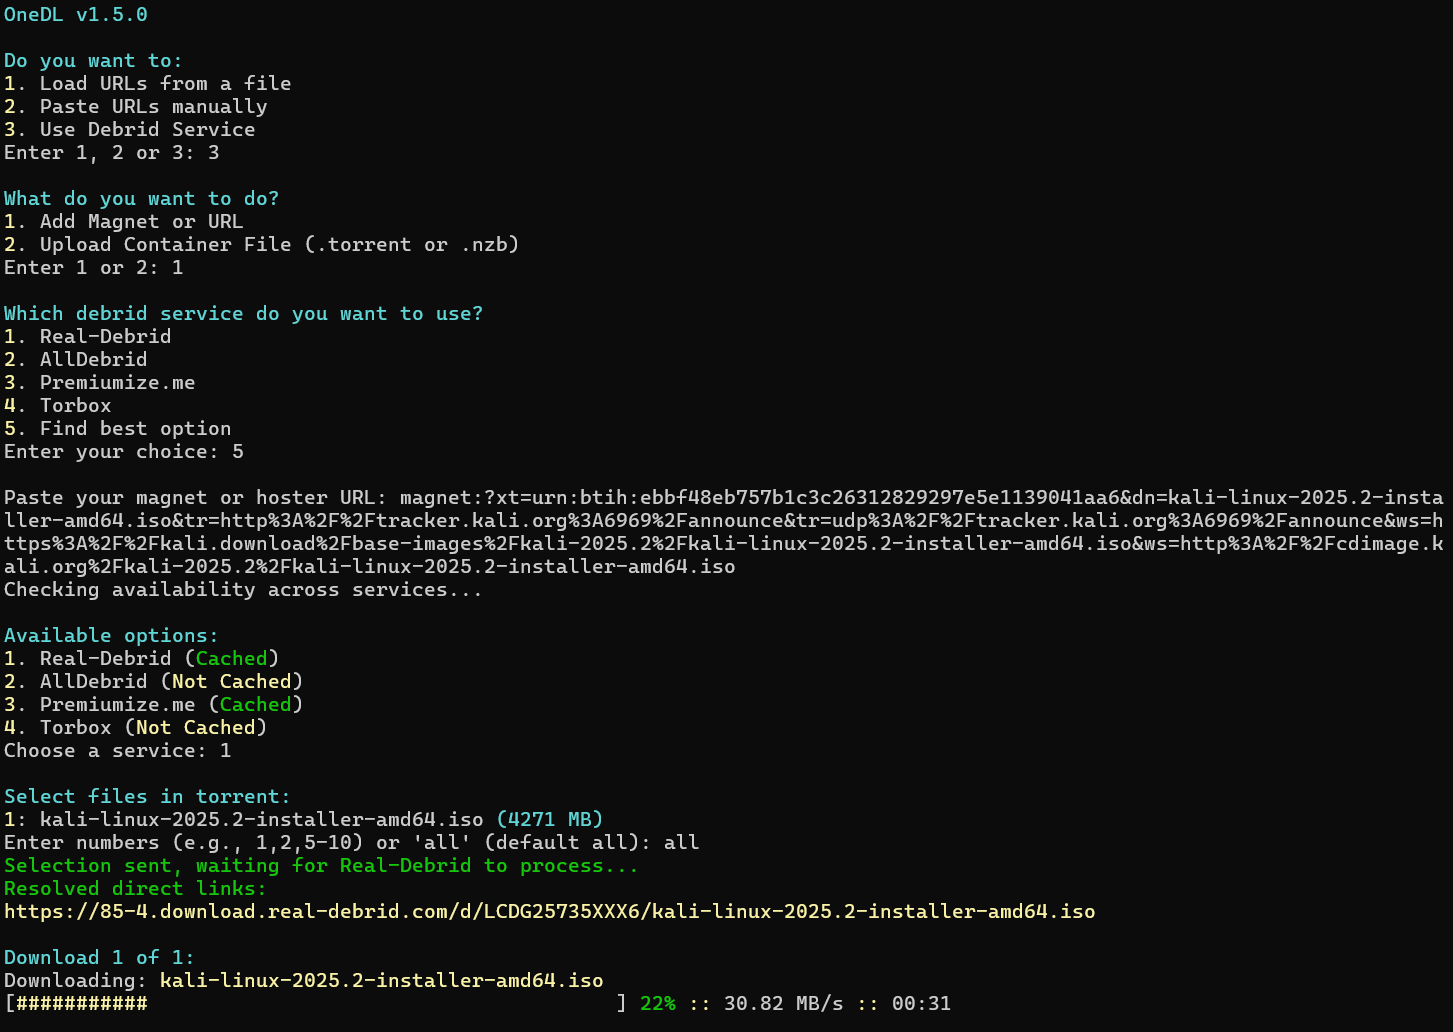 OneDL v1.5.0
Do you want to:
1. Load URLs from a file
2. Paste URLs manually
3. Use Debrid Service
Enter 1, 2 or 3: 3
What do you want to do?
1. Add Magnet or URL
2. Upload Container File (.torrent or .nzb)
Enter 1 or 2: 1
Which debrid service do you want to use?
1. Real-Debrid
2. AllDebrid
3. Premiumize.me
4. Torbox
5. Find best option
Enter your choice: 5
Paste your magnet or hoster URL: magnet:?xt=urn:btih:ebbf48eb757b1c3c26312829297e5e1139041aa6&dn=kali-linux-2025.2-insta
ller-amd64.iso&tr=http%3A%2F%2Ftracker.kali.org%3A6969%2Fannounce&tr=udp%3A%2F%2Ftracker.kali.org%3A6969%2Fannounce&ws=h
ttps%3A%2F%2Fkali.download%2Fbase-images%2Fkali-2025.2%2Fkali-linux-2025.2-installer-amd64.iso&ws=http%3A%2F%2Fcdimage.k
ali.org%2Fkali-2025.2%2Fkali-linux-2025.2-installer-amd64.iso
Checking availability across services...
Available options:
1. Real-Debrid (Cached)
2. AllDebrid (Not Cached)
3. Premiumize.me (Cached)
4. Torbox (Not Cached)
Choose a service: 1
Select files in torrent:
1: kali-linux-2025.2-installer-amd64.iso (4271 MB)
Enter numbers (e.g., 1,2,5-10) or 'all' (default all): all
Selection sent, waiting for Real-Debrid to process...
Resolved direct links:
https://85-4.download.real-debrid.com/d/LCDG25735XXX6/kali-linux-2025.2-installer-amd64.iso
Download 1 of 1:
Downloading: kali-linux-2025.2-installer-amd64.iso
[###########                                       ] 22% :: 30.82 MB/s :: 00:31